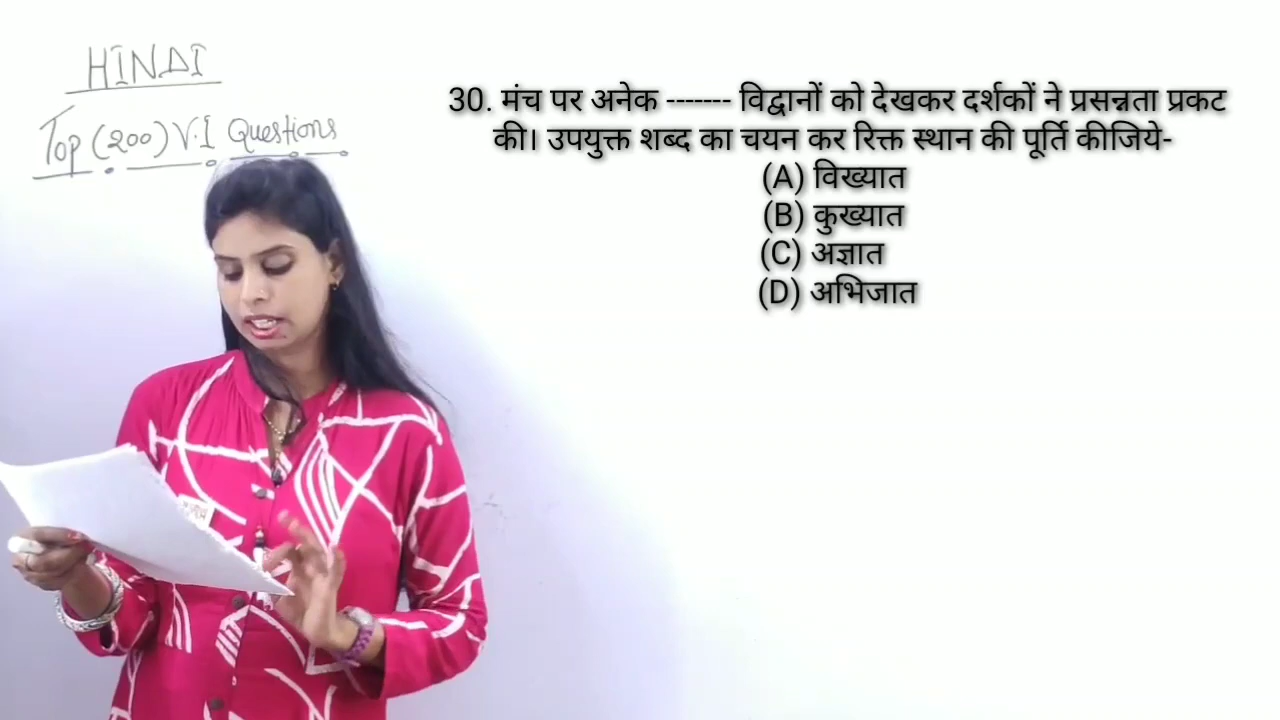 HINDI
Top (200) V.I Questions
30. मंच पर अनेक ------- विद्वानों को देखकर दर्शकों ने प्रसन्नता प्रकट
की। उपयुक्त शब्द का चयन कर रिक्त स्थान की पूर्ति कीजिये-
(A) विख्यात
(B) कुख्यात
(C) अज्ञात
(D) अभिजात